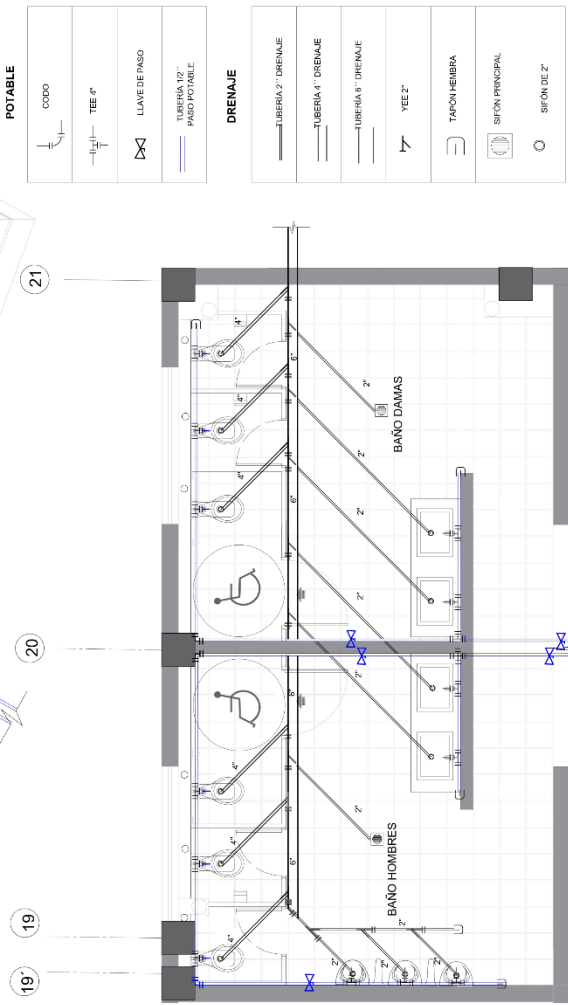 POTABLE
CODO
TEE 4"
LLAVE DE PASO
TUBERÍA 1/2´´
PASO POTABLE
DRENAJE
TUBERÍA 2´´ DRENAJE
TUBERÍA 4´´ DRENAJE
TUBERÍA 6´´ DRENAJE
YEE 2"
TAPÓN HEMBRA
SIFÓN PRINCIPAL
SIFÓN DE 2"
19´
19
20
21
4"
4"
4"
4"
4"
4"
6"
6"
6"
6"
2"
2"
2"
2"
2"
2"
2"
2"
2"
2"
BAÑO HOMBRES
BAÑO DAMAS